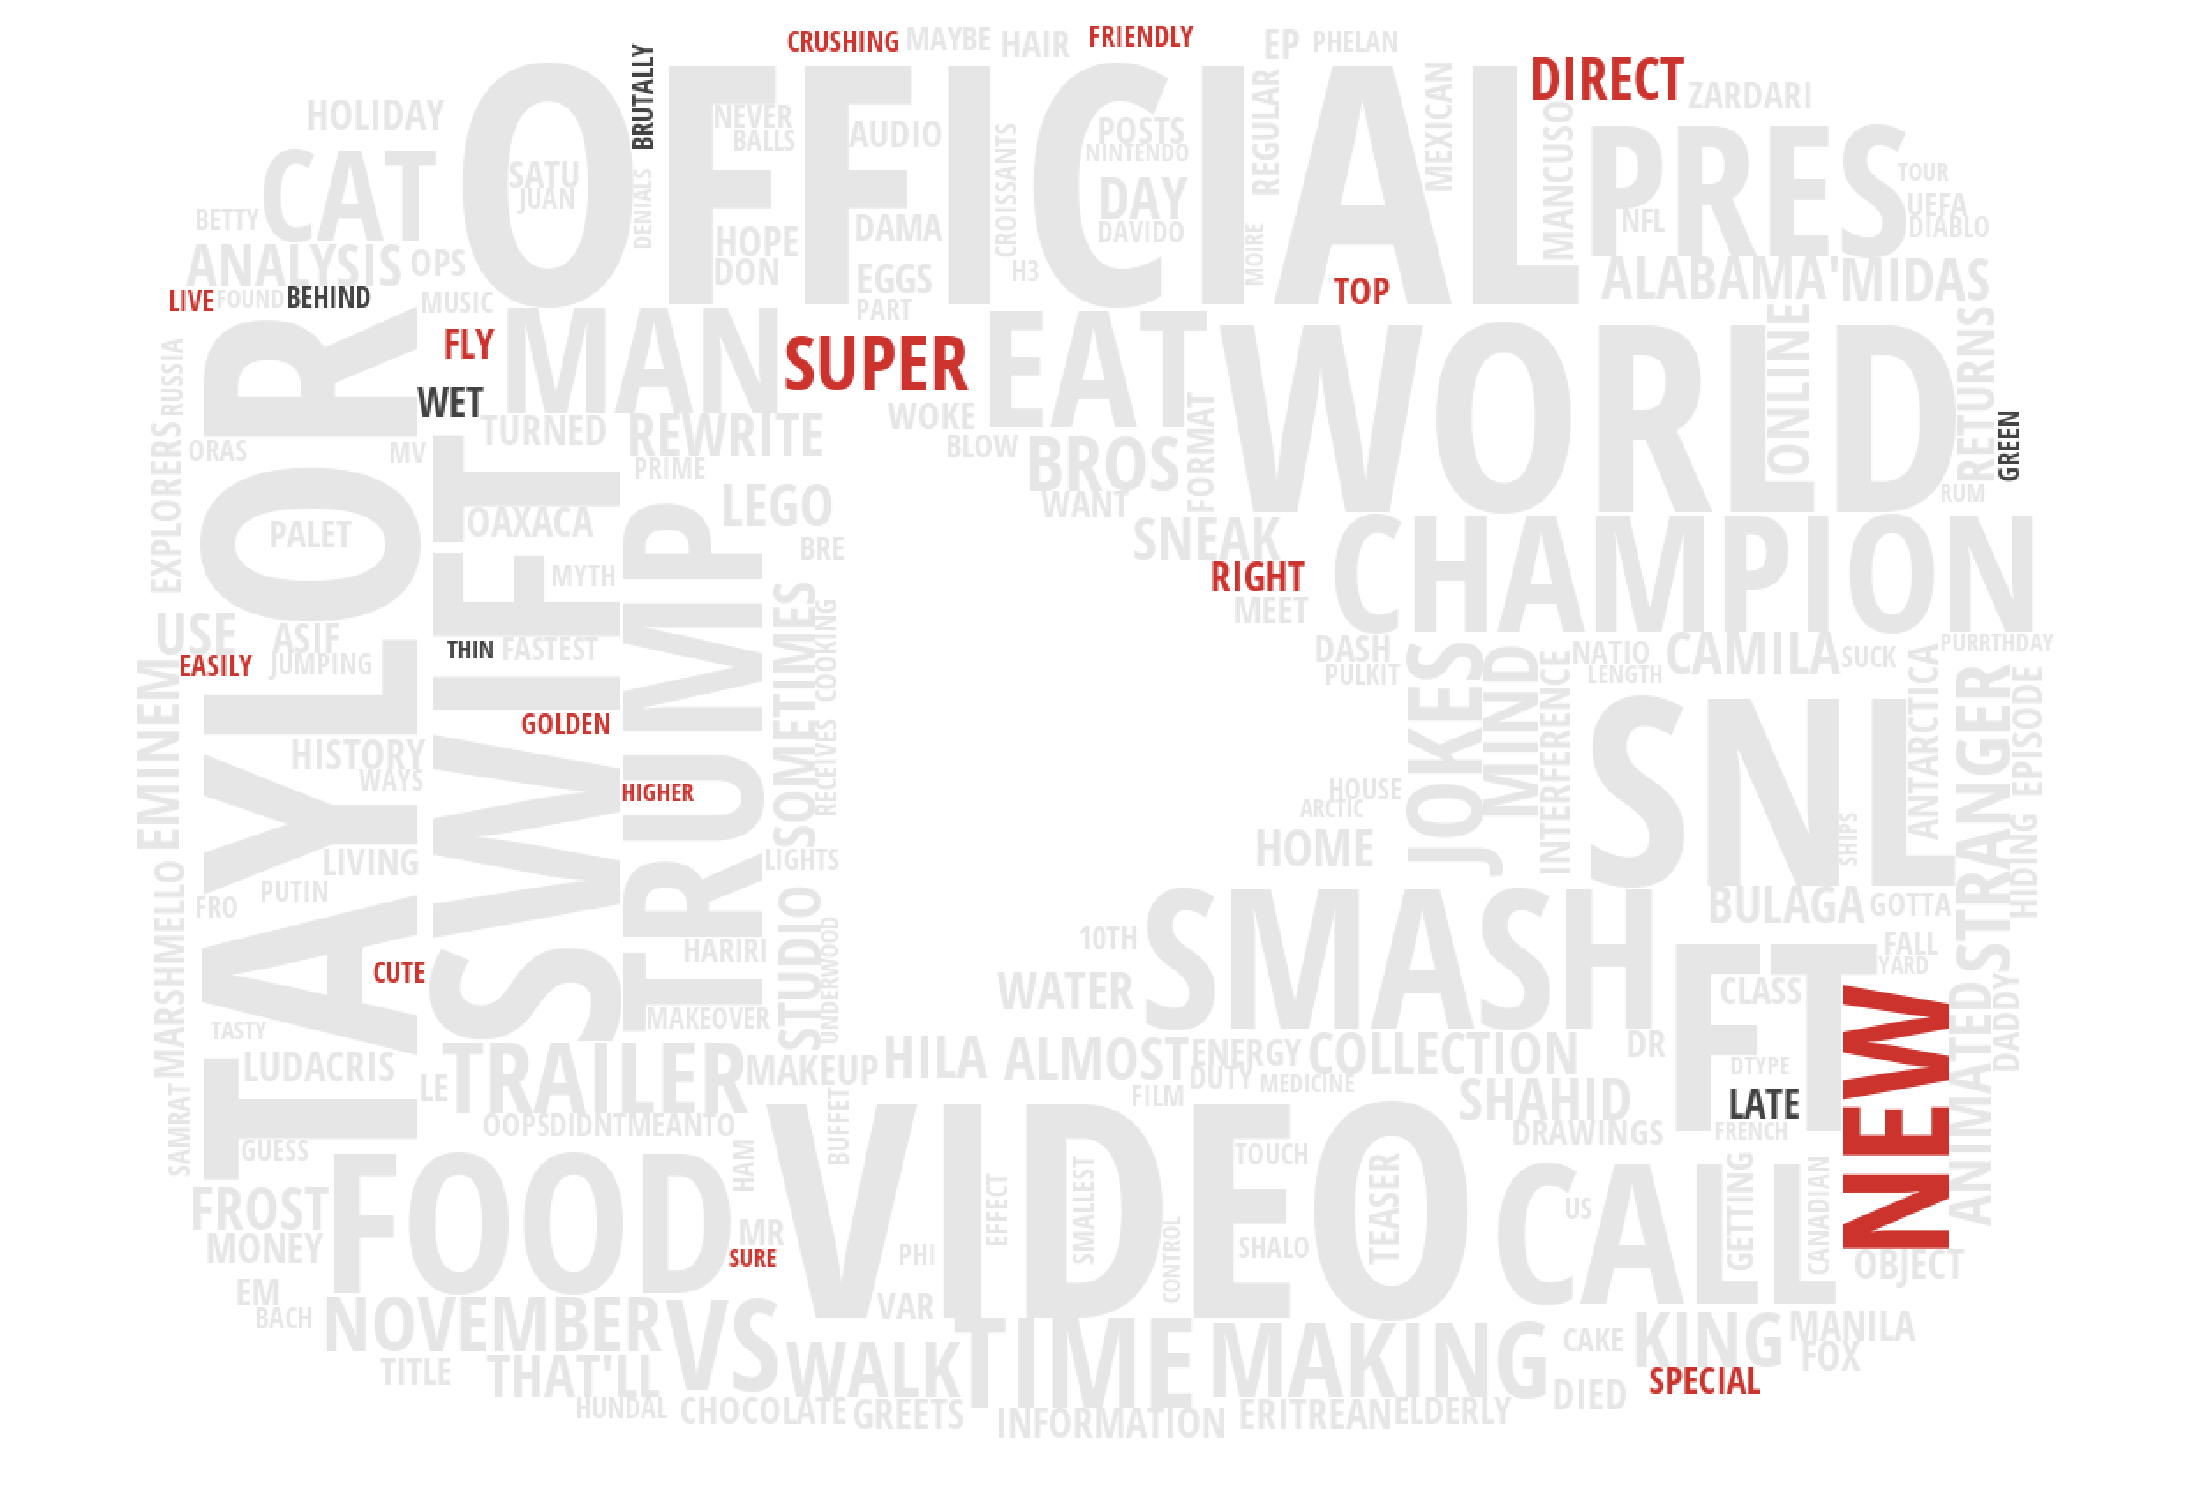 CRUSHING MAYBE HAIR FRIENDLY EP PHELAN
OFFICIAL
BRUTALLY
DIRECT
ZARDARI
HOLIDAY
NEVER
BALLS
AUDIO
CROISSANTS
POSTS
NINTENDO
REGULAR
MEXICAN
MANCUSO
PRES
CAT
SATU
JUAN
DENIALS
DAY
DAVIDO
TOUR
UEFA
DIABLO
NFL
BETTY
HOPE
DON
DAMA
EGGS
PART
H3
MOIRE
ANALYSIS
OPS
TOP
ALABAMA
'MIDAS
LIVE
FOUND
BEHIND
MUSIC
FLY
MAN
SUPER
EAT
WORLD
ONLINE
RETURNS
RUSSIA
WET
TURNED
REWRITE
WOKE
BLOW
BROS
WANT
FORMAT
GREEN
RUM
EXPLORERS
ORAS
MV
PRIME
LEGO
TAYLOR
SWIFT
TRUMP
OAXACA
PALET
BRE
SNEAK
CHAMPION
MYTH
RIGHT
MEET
USE
ASIF
JUMPING
EASILY
THIN
FASTEST
SOMETIMES
COOKING
DASH
PULKIT
JOKES
MIND
INTERFERENCE
NATIO
LENGTH
CAMILA
SUCK
PURRTHDAY
ANTARCTICA
STRANGER
EPISODE
EMINEM
GOLDEN
HISTORY
WAYS
HIGHER
RECEIVES
HOUSE
ARCTIC
SNL
SHIPS
HIDING
LIVING
LIGHTS
HOME
PUTIN
FRO
MARSHMELLO
STUDIO
UNDERWOOD
HARIRI
10TH
SMASH
BULAGA
GOTTA
FALL
YARD
CUTE
WATER
FT
CLASS
NEW
TASTY
MAKEOVER
LUDACRIS
LE
TRAILER
MAKEUP
HILA
ALMOST
ENERGY
COLLECTION
DR
DTYPE
ANIMATED
DADDY
SAMRAT
FILM
DUTY
MEDICINE
SHAHID
LATE
OOPSDIDNTMEANTO
BUFFET
DRAWINGS
FRENCH
GUESS
FOOD
HAM
VIDEO
EFFECT
SMALLEST
TOUCH
TEASER
CALL
GETTING
CANADIAN
FROST
MR
US
MONEY
SURE
PHI
CONTROL
SHALO
OBJECT
EM
BACH
NOVEMBER
VS
VAR
WALK
TIME
MAKING
CAKE
KING
MANILA
FOX
TITLE
THAT'LL
SPECIAL
HUNDAL
CHOCOLATE
GREETS
INFORMATION
ERITREAN
ELDERLY
DIED